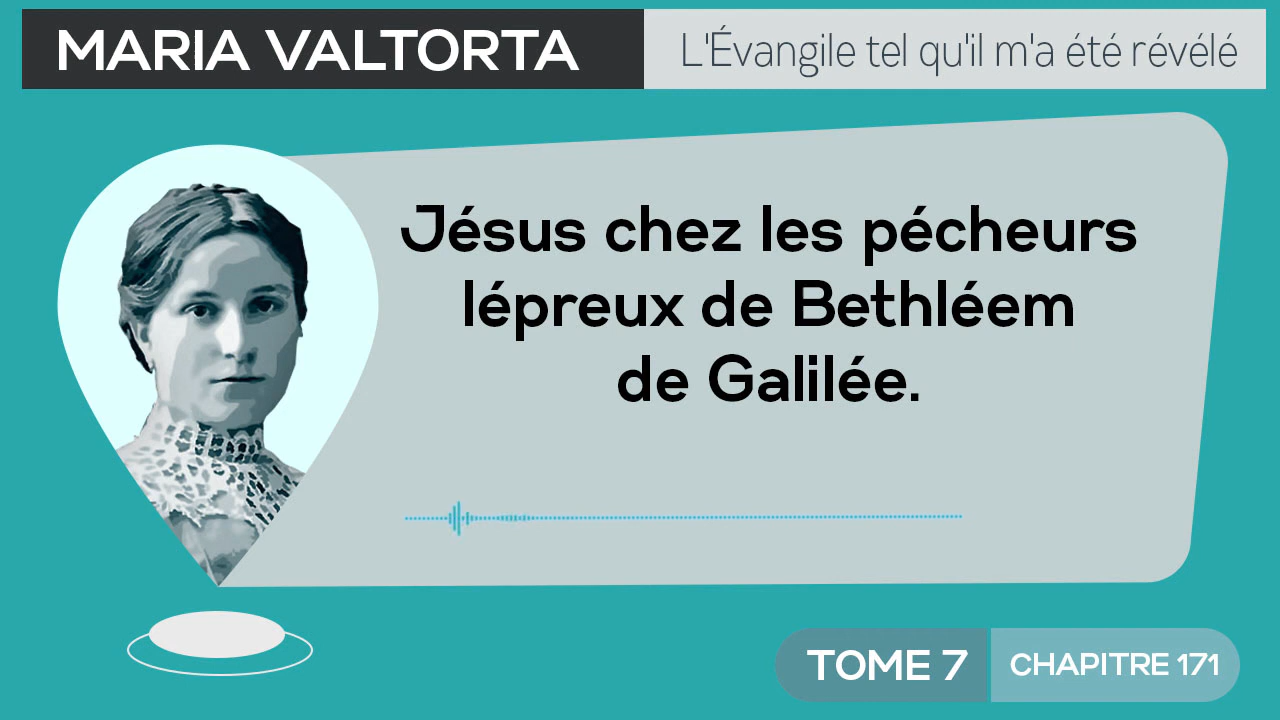 MARIA VALTORTA
L'Évangile tel qu'il m'a été révélé
Jésus chez les pécheurs
lépreux de Bethléem
de Galilée.
TOME 7
CHAPITRE 171